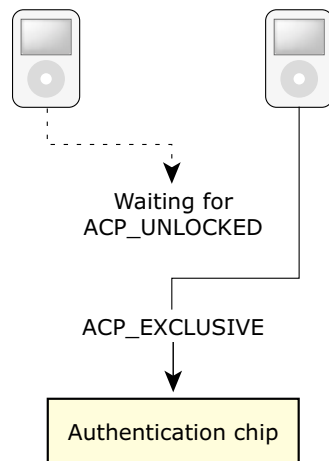 Waiting for
ACP_UNLOCKED
ACP_EXCLUSIVE
Authentication chip